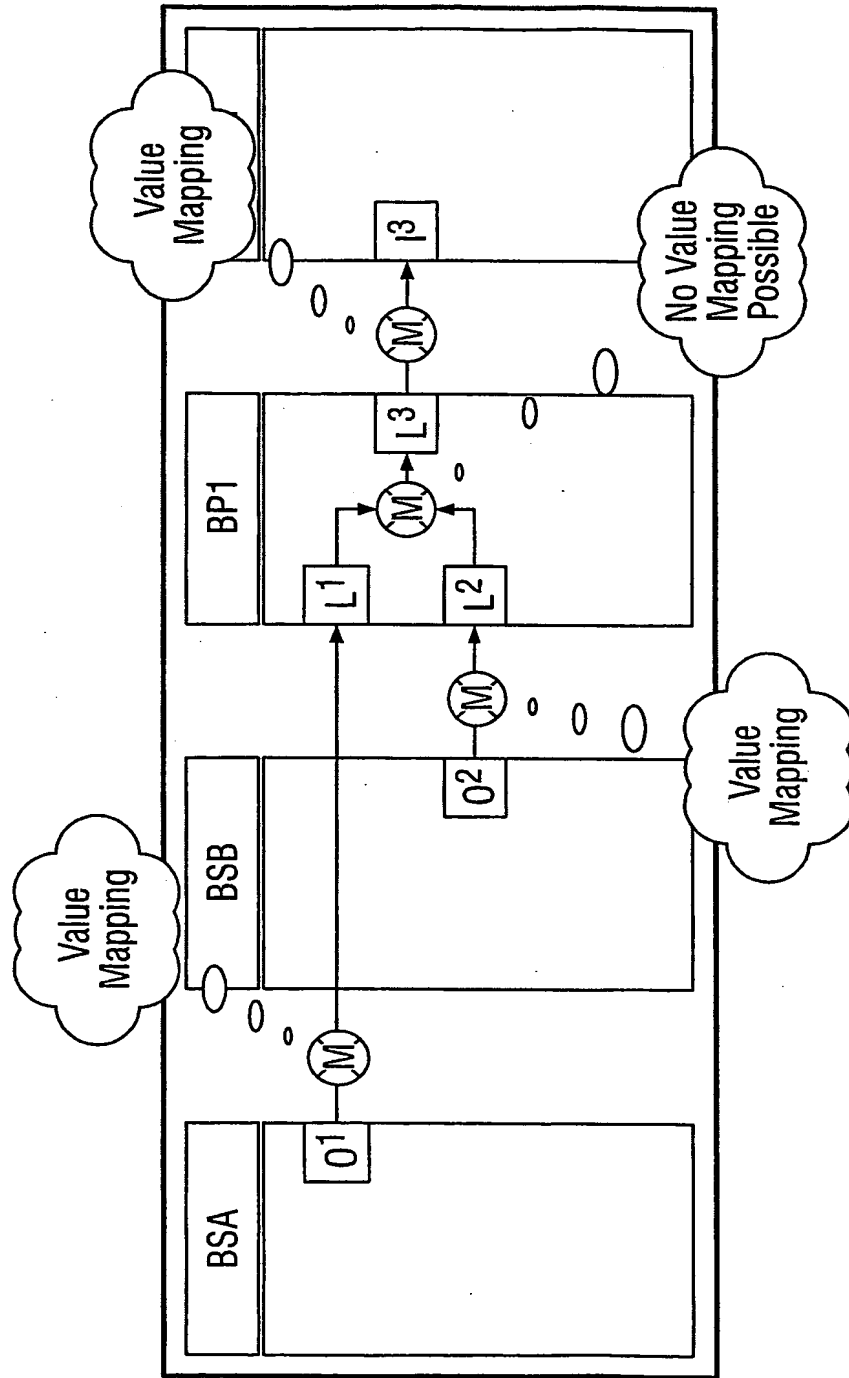 BSA
BSB
BP1
Value
Mapping
Value
Mapping
O¹
M
L¹
M
L³
M
I³
O²
M
L²
Value
Mapping
No Value
Mapping
Possible